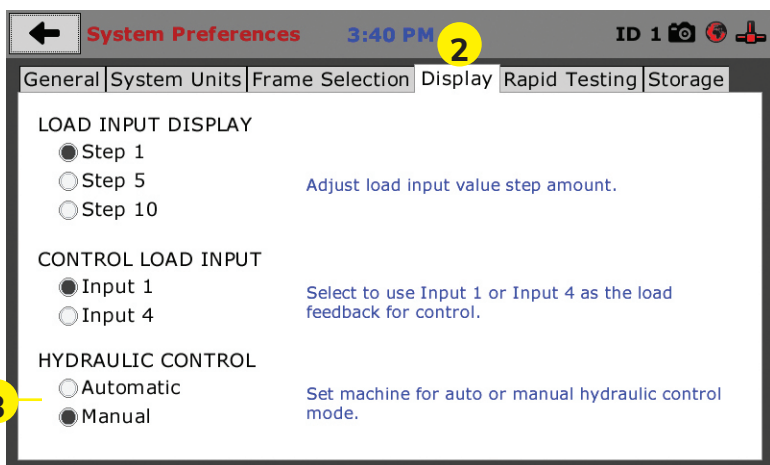 System Preferences 3:40 PM 2 ID 1
General System Units Frame Selection Display Rapid Testing Storage
LOAD INPUT DISPLAY
Step 1
Step 5
Adjust load input value step amount.
Step 10
CONTROL LOAD INPUT
Input 1
Input 4
Select to use Input 1 or Input 4 as the load
feedback for control.
HYDRAULIC CONTROL
Automatic
Manual
Set machine for auto or manual hydraulic control
mode.